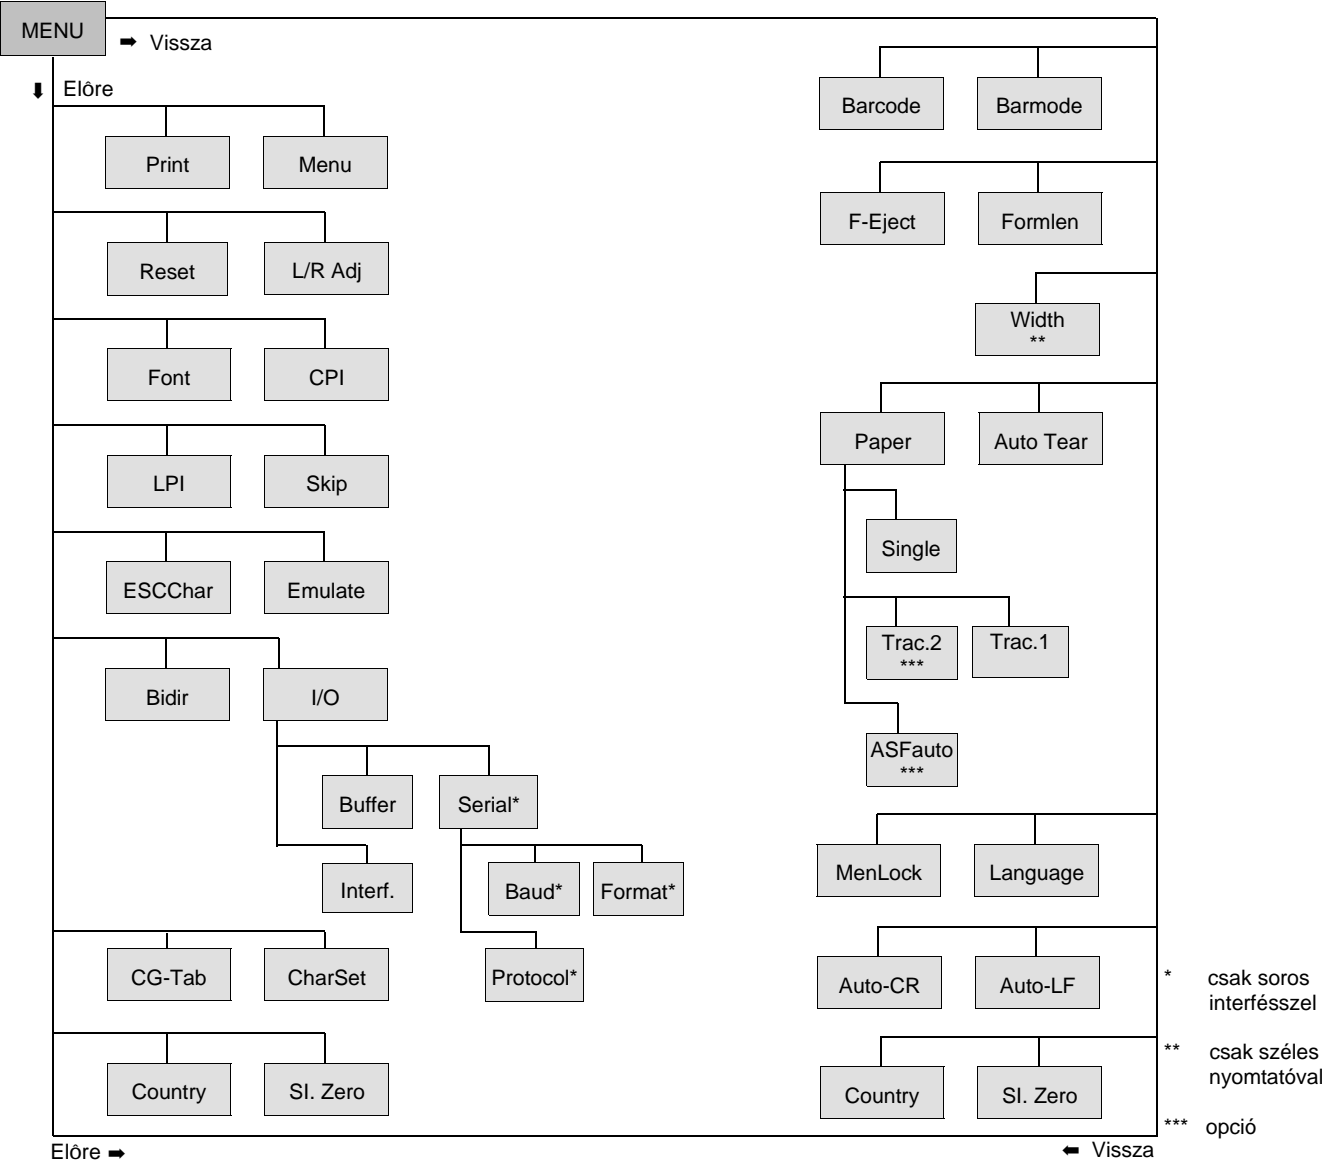 MENU
➡ Vissza
⬇ Elôre
Print Menu
Reset L/R Adj
Font CPI
LPI Skip
ESCChar Emulate
Bidir I/O
Buffer Serial*
Interf. Baud* Format*
Protocol*
CG-Tab CharSet
Country SI. Zero
Elôre ➡
Barcode Barmode
F-Eject Formlen
Width
**
Paper Auto Tear
Single
Trac.2 Trac.1
***
ASFauto
***
MenLock Language
Auto-CR Auto-LF
Country SI. Zero
⬅ Vissza
* csak soros
interfésszel
** csak széles
nyomtatóval
*** opció